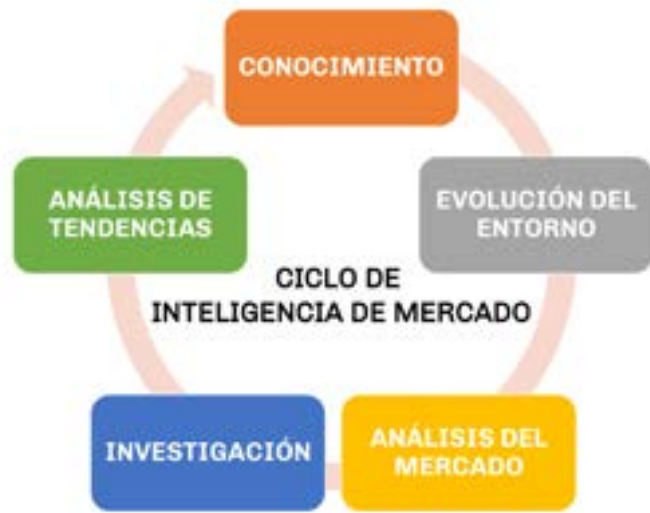 CONOCIMIENTO
EVOLUCIÓN DEL
ENTORNO
ANÁLISIS DEL
MERCADO
INVESTIGACIÓN
ANÁLISIS DE
TENDENCIAS
CICLO DE
INTELIGENCIA DE MERCADO